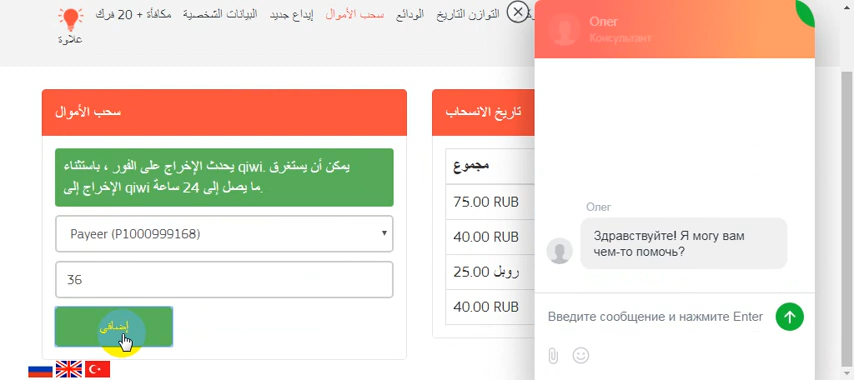 مكافأة + 20 فرك
البيانات الشخصية
إيداع جديد
سحب الأموال
الودائع
التوازن التاريخ
علاوة
سحب الأموال
يحدث الإخراج على الفور ، باستثناء qiwi. يمكن أن يستغرق
الإخراج إلى qiwi ما يصل إلى 24 ساعة.
Payeer (P1000999168)
36
إضافي
تاريخ الانسحاب
مجموع
75.00 RUB
40.00 RUB
25.00 روبل
40.00 RUB
Олег
Консультант
Олег
Здравствуйте! Я могу вам
чем-то помочь?
Введите сообщение и нажмите Enter